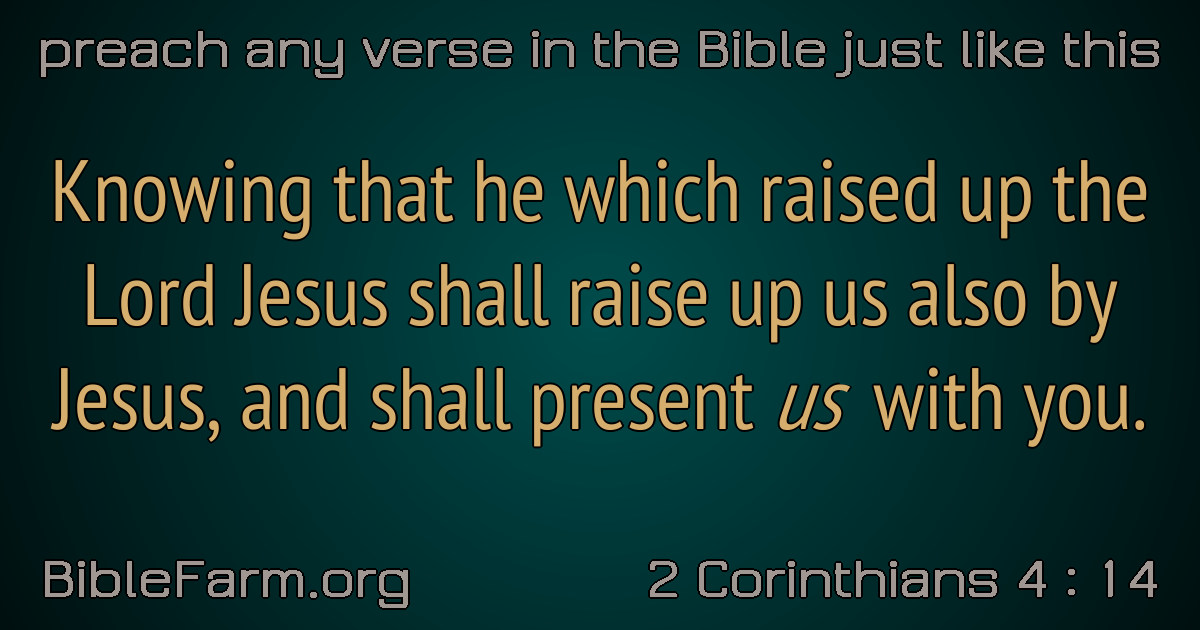 preach any verse in the Bible just like this
Knowing that he which raised up the
Lord Jesus shall raise up us also by
Jesus, and shall present us with you.
BibleFarm.org 2 Corinthians 4 : 14